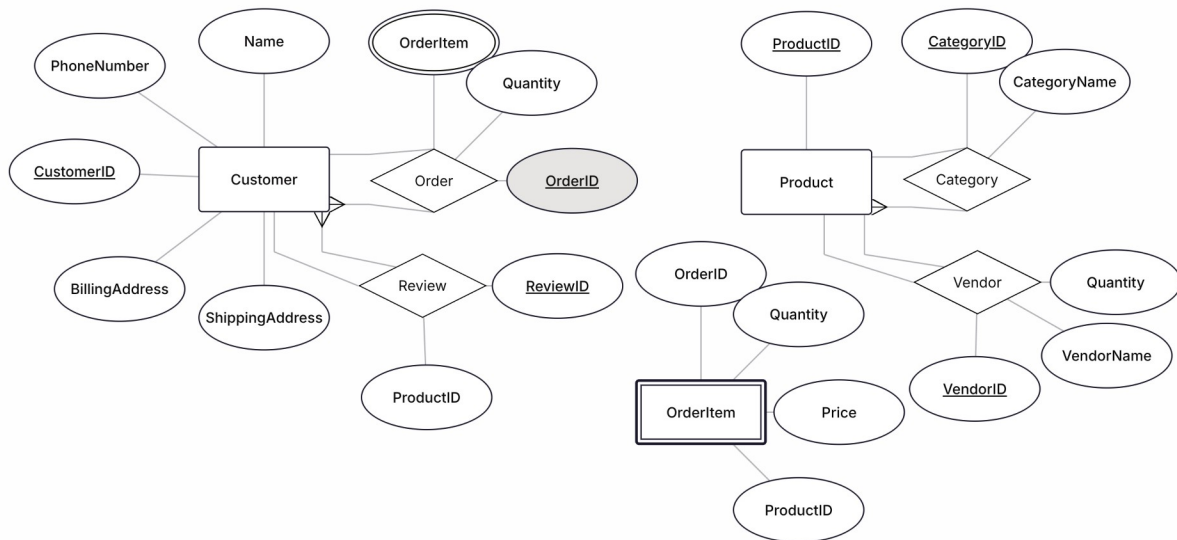 Name
OrderItem
ProductID
CategoryID
PhoneNumber
Quantity
CategoryName
CustomerID
Customer
Order
OrderID
Product
Category
BillingAddress
ShippingAddress
Review
ReviewID
OrderID
Vendor
Quantity
Quantity
VendorName
ProductID
OrderItem
Price
VendorID
ProductID